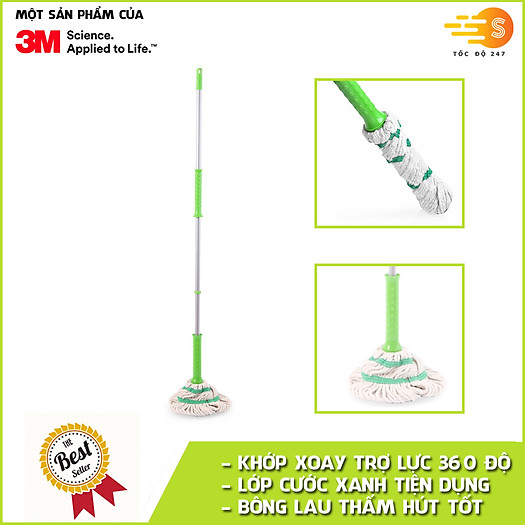 MỘT SẢN PHẨM CỦA
3M Science.
Applied to Life.™
S
TỐC ĐỘ 247
THE
Best
Seller
- KHỚP XOAY TRỢ LỰC 360 ĐỘ
- LỚP CƯỚC XANH TIỆN DỤNG
- BÔNG LAU THẤM HÚT TỐT